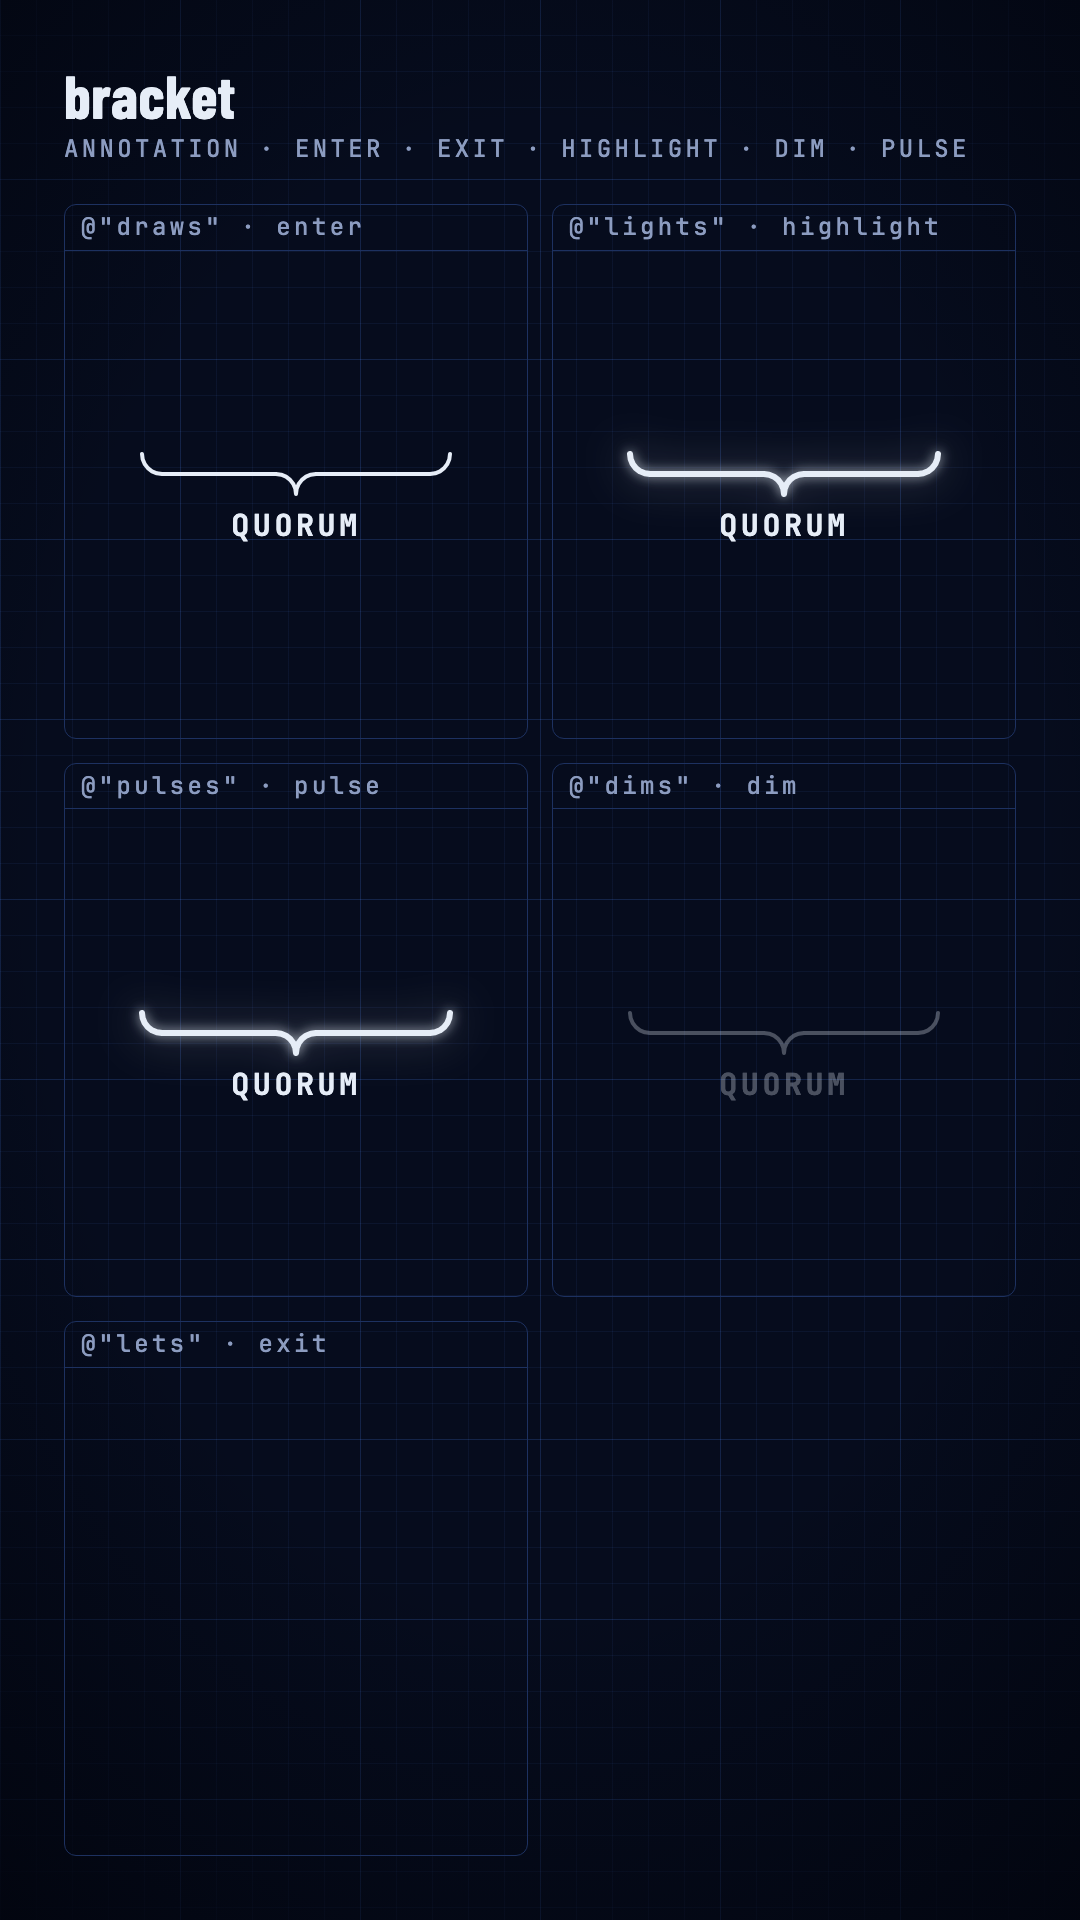 bracket
ANNOTATION · ENTER · EXIT · HIGHLIGHT · DIM · PULSE
@"draws" · enter
QUORUM
@"lights" · highlight
QUORUM
@"pulses" · pulse
QUORUM
@"dims" · dim
QUORUM
@"lets" · exit